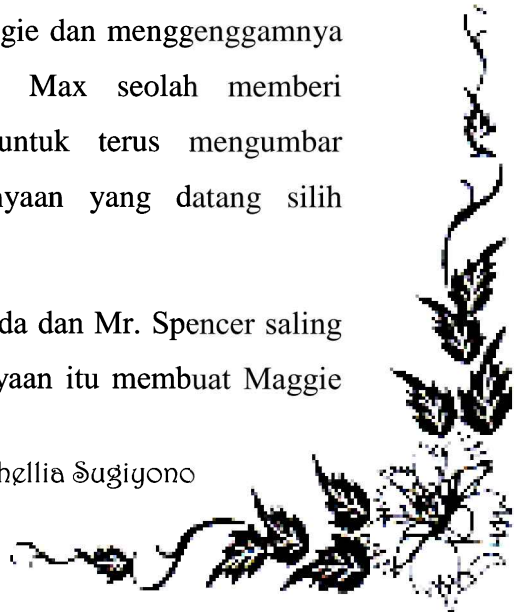 gie dan menggenggamnya
Max seolah memberi
untuk terus mengumbar
nyaan yang datang silih
da dan Mr. Spencer saling
yaan itu membuat Maggie
hellia Sugiyono